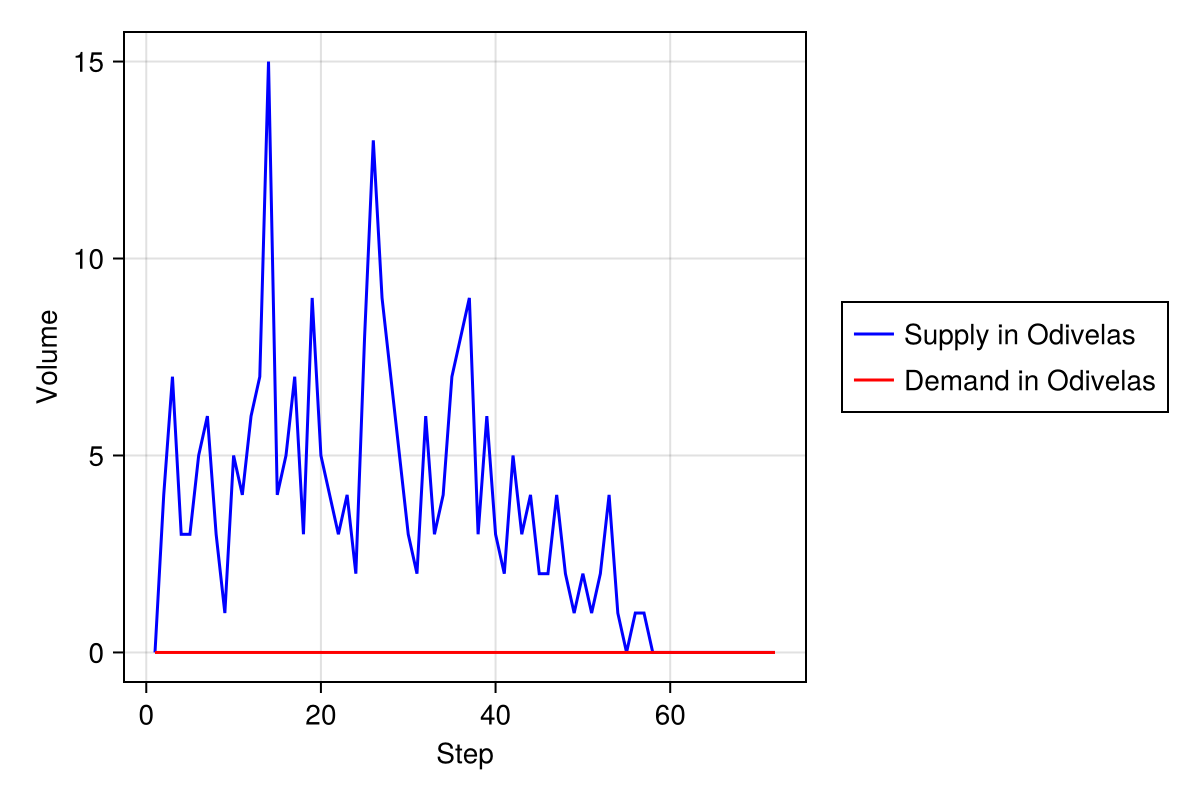 15
10
5
0
Volume
0 20 40 60
Step
Supply in Odivelas
Demand in Odivelas